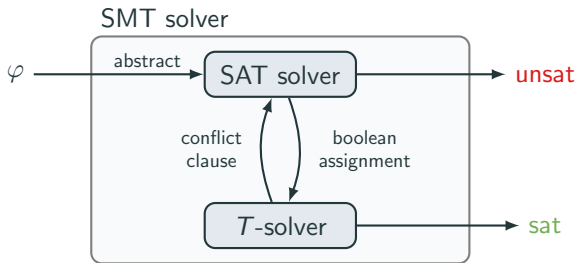 SMT solver
φ
abstract
SAT solver
unsat
conflict
clause
boolean
assignment
T-solver
sat